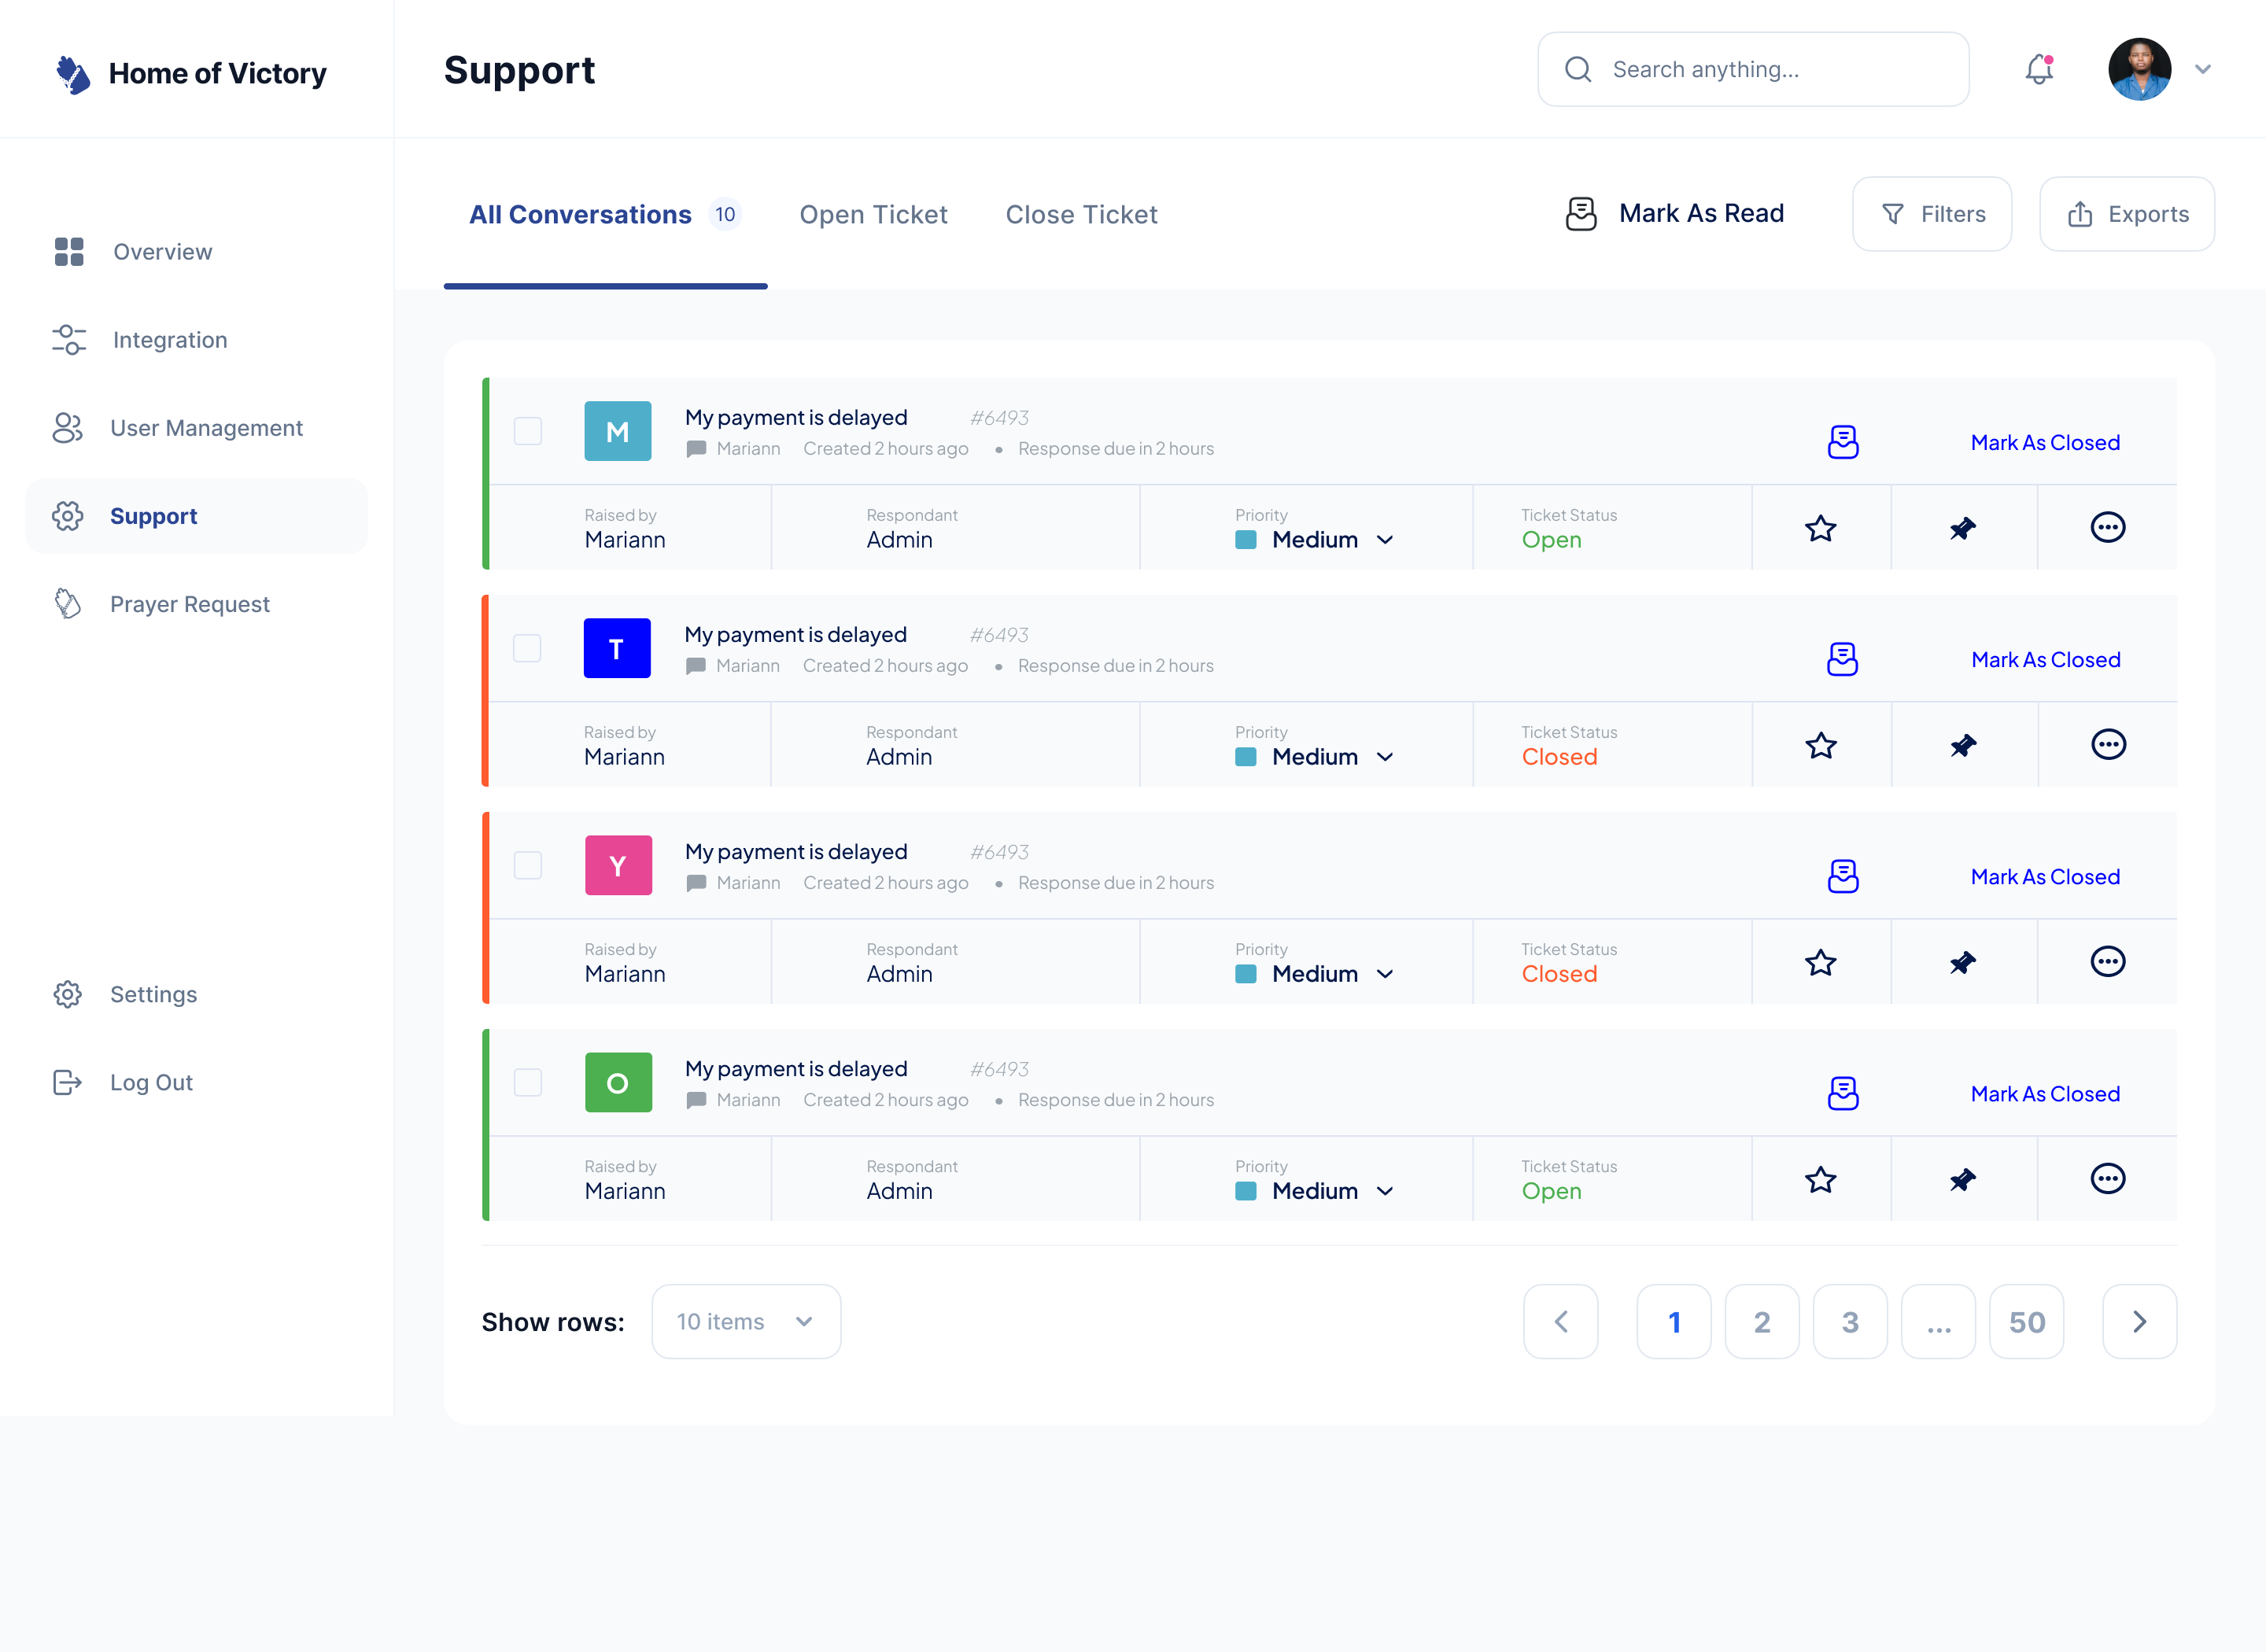 Home of Victory
Support
Search anything...
Overview
Integration
User Management
Support
Prayer Request
Settings
Log Out
All Conversations 10 Open Ticket Close Ticket
Mark As Read
Filters
Exports
M
My payment is delayed #6493
Mariann Created 2 hours ago • Response due in 2 hours
Mark As Closed
Raised by Respondant Priority Ticket Status
Mariann Admin Medium Open
T
My payment is delayed #6493
Mariann Created 2 hours ago • Response due in 2 hours
Mark As Closed
Raised by Respondant Priority Ticket Status
Mariann Admin Medium Closed
Y
My payment is delayed #6493
Mariann Created 2 hours ago • Response due in 2 hours
Mark As Closed
Raised by Respondant Priority Ticket Status
Mariann Admin Medium Closed
O
My payment is delayed #6493
Mariann Created 2 hours ago • Response due in 2 hours
Mark As Closed
Raised by Respondant Priority Ticket Status
Mariann Admin Medium Open
Show rows: 10 items
1 2 3 ... 50